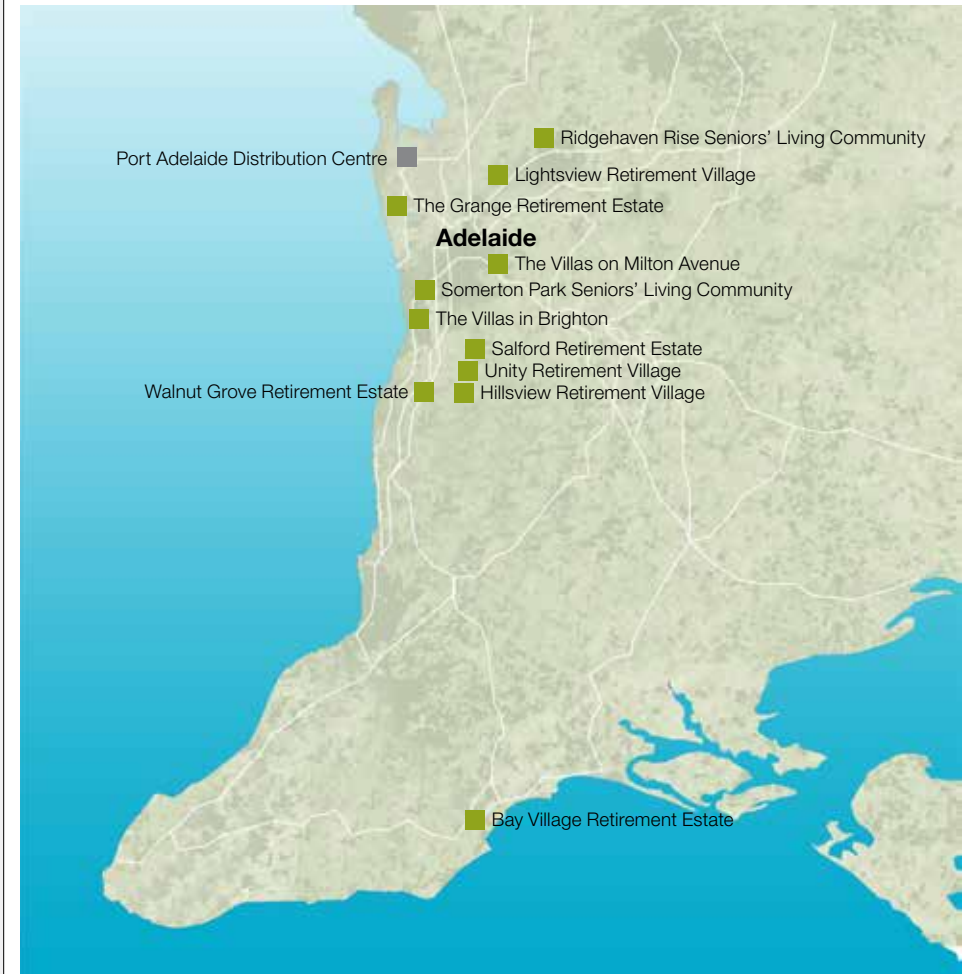 Ridgehaven Rise Seniors' Living Community
Port Adelaide Distribution Centre
Lightsview Retirement Village
The Grange Retirement Estate
Adelaide
The Villas on Milton Avenue
Somerton Park Seniors' Living Community
The Villas in Brighton
Salford Retirement Estate
Unity Retirement Village
Walnut Grove Retirement Estate
Hillsview Retirement Village
Bay Village Retirement Estate